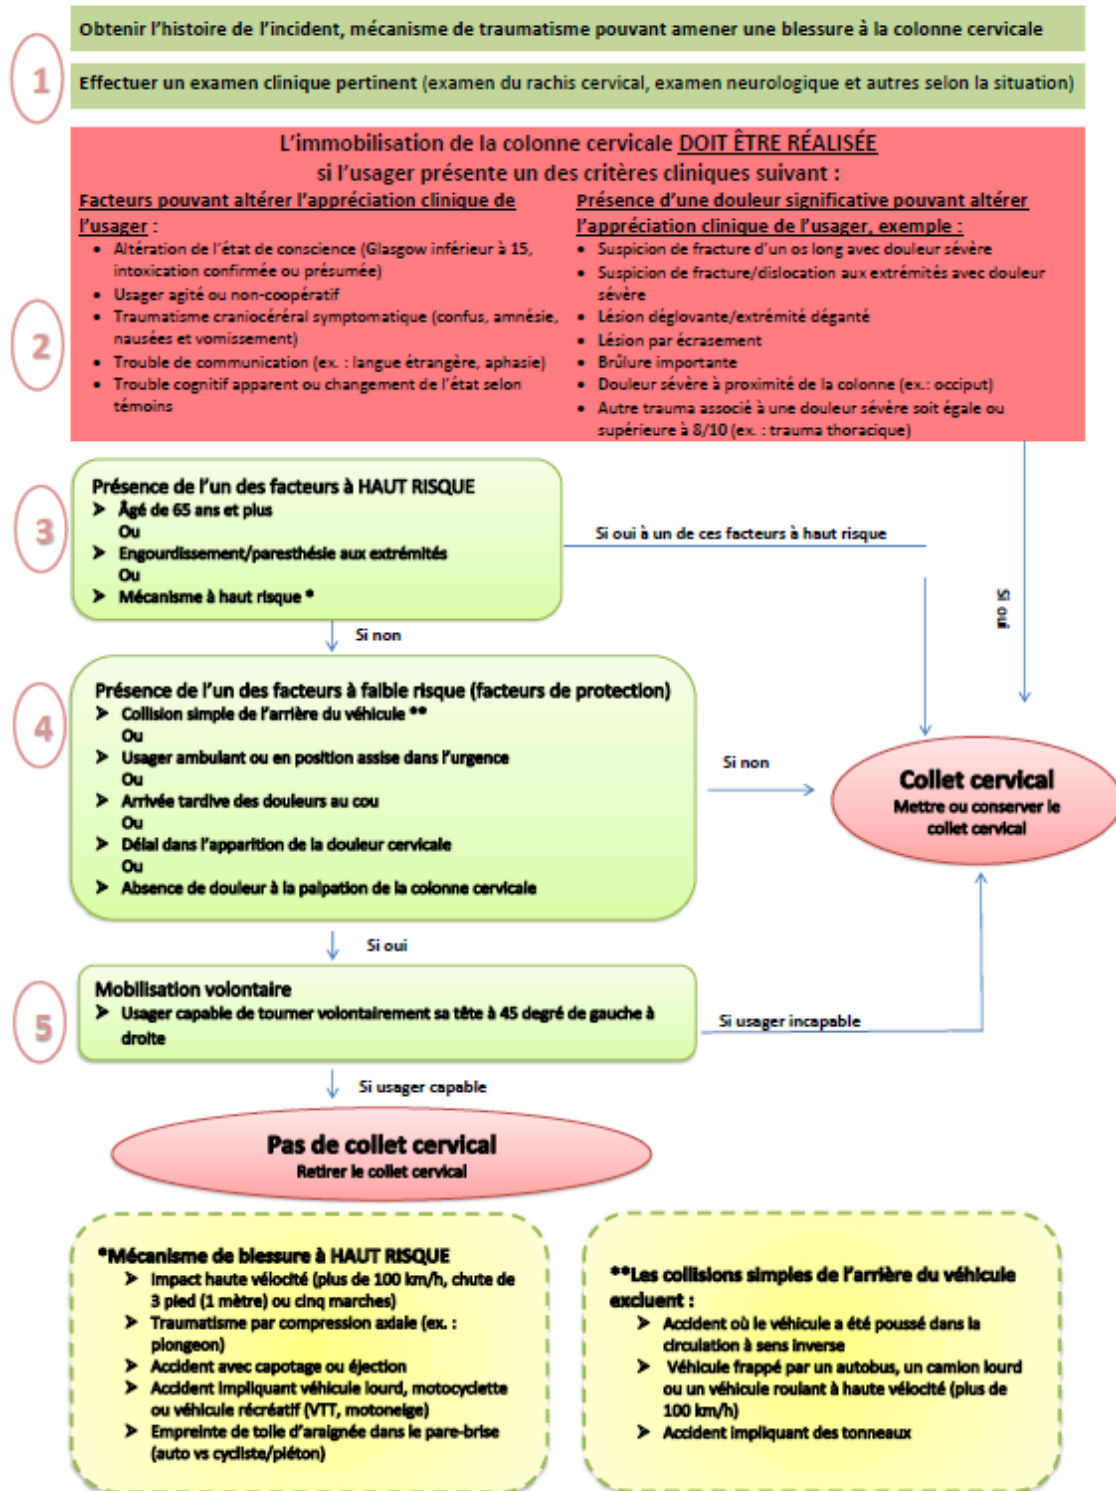 Obtenir l'histoire de l'incident, mécanisme de traumatisme pouvant amener une blessure à la colonne cervicale
1
Effectuer un examen clinique pertinent (examen du rachis cervical, examen neurologique et autres selon la situation)
L'immobilisation de la colonne cervicale DOIT ÊTRE RÉALISÉE
si l'usager présente un des critères cliniques suivant :
2
Facteurs pouvant altérer l'appréciation clinique de
l'usager :
• Altération de l'état de conscience (Glasgow inférieur à 15,
intoxication confirmée ou présumée)
• Usager agité ou non-coopératif
• Traumatisme craniocéréral symptomatique (confus, amnésie,
nausées et vomissement)
• Trouble de communication (ex. : langue étrangère, aphasie)
• Trouble cognitif apparent ou changement de l'état selon
témoins
Présence d'une douleur significative pouvant altérer
l'appréciation clinique de l'usager, exemple :
• Suspicion de fracture d'un os long avec douleur sévère
• Suspicion de fracture/dislocation aux extrémités avec douleur
sévère
• Lésion déglovante/extrémité déganté
• Lésion par écrasement
• Brûlure importante
• Douleur sévère à proximité de la colonne (ex.: occiput)
• Autre trauma associé à une douleur sévère soit égale ou
supérieure à 8/10 (ex. : trauma thoracique)
3
Présence de l'un des facteurs à HAUT RISQUE
➤ Âgé de 65 ans et plus
Ou
➤ Engourdissement/paresthésie aux extrémités
Ou
➤ Mécanisme à haut risque *
Si oui à un de ces facteurs à haut risque
Si oui
Si non
4
Présence de l'un des facteurs à faible risque (facteurs de protection)
➤ Collision simple de l'arrière du véhicule **
Ou
➤ Usager ambulant ou en position assise dans l'urgence
Ou
➤ Arrivée tardive des douleurs au cou
Ou
➤ Délai dans l'apparition de la douleur cervicale
Ou
➤ Absence de douleur à la palpation de la colonne cervicale
Si non
Collet cervical
Mettre ou conserver le
collet cervical
Si oui
5
Mobilisation volontaire
➤ Usager capable de tourner volontairement sa tête à 45 degré de gauche à
droite
Si usager incapable
Si usager capable
Pas de collet cervical
Retirer le collet cervical
*Mécanisme de blessure à HAUT RISQUE
➤ Impact haute vélocité (plus de 100 km/h, chute de
3 pied (1 mètre) ou cinq marches)
➤ Traumatisme par compression axiale (ex. :
plongeon)
➤ Accident avec capotage ou éjection
➤ Accident impliquant véhicule lourd, motocyclette
ou véhicule récréatif (VTT, motoneige)
➤ Empreinte de toile d'araignée dans le pare-brise
(auto vs cycliste/piéton)
**Les collisions simples de l'arrière du véhicule
excluent :
➤ Accident où le véhicule a été poussé dans la
circulation à sens inverse
➤ Véhicule frappé par un autobus, un camion lourd
ou un véhicule roulant à haute vélocité (plus de
100 km/h)
➤ Accident impliquant des tonneaux